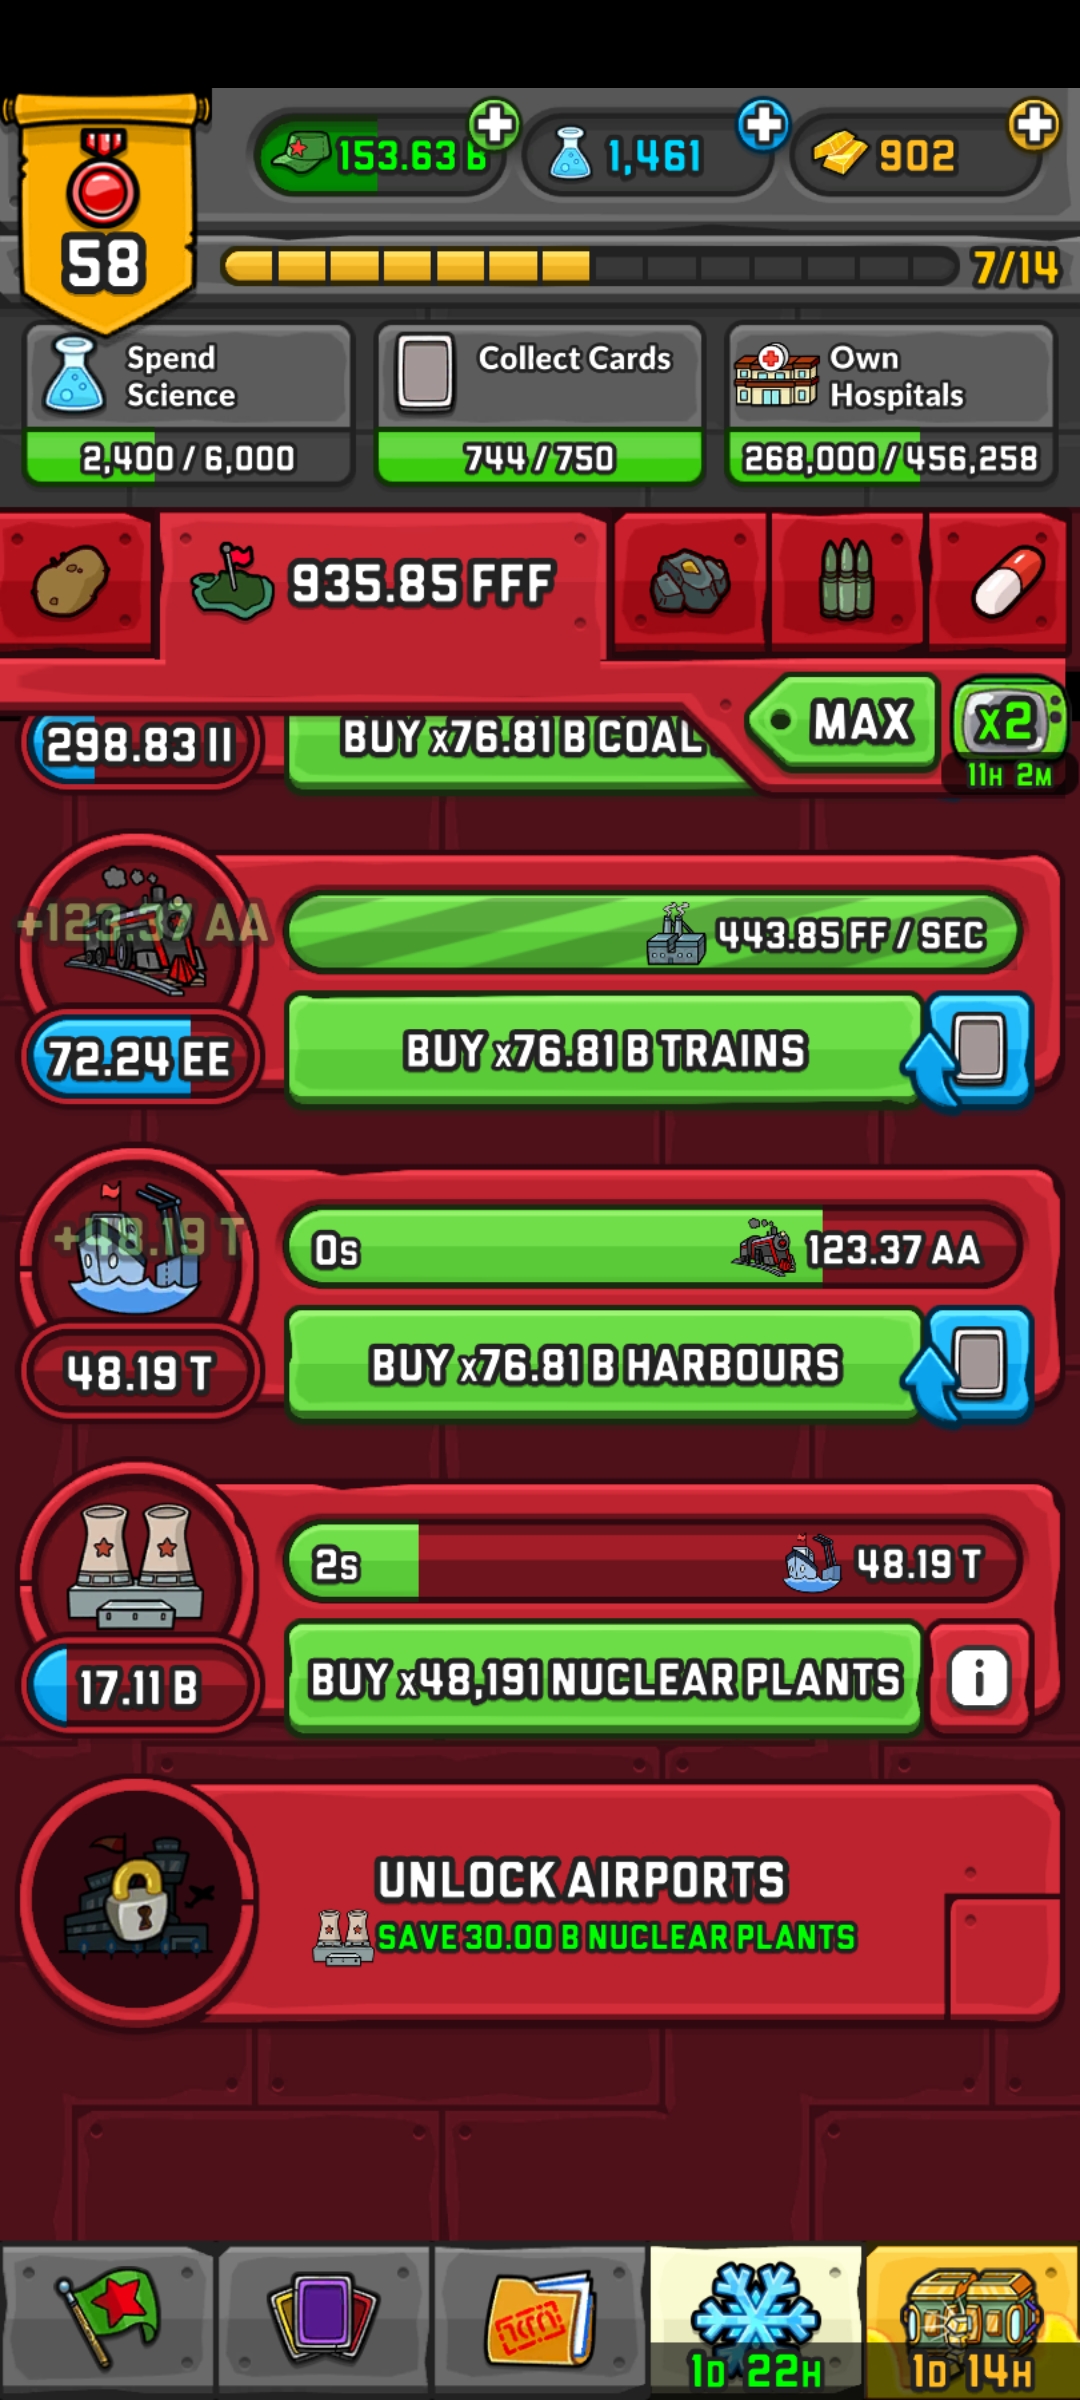 153.63 B
1,461
902
58
7/14
Spend
Science
2,400 / 6,000
Collect Cards
744 / 750
Own
Hospitals
268,000 / 456,258
935.85 FFF
MAX
x2
11H 2M
298.83 II
BUY x76.81 B COAL
+123.37 AA
443.85 FF / SEC
72.24 EE
BUY x76.81 B TRAINS
+48.19 T
0s
123.37 AA
48.19 T
BUY x76.81 B HARBOURS
2s
48.19 T
17.11 B
BUY x48,191 NUCLEAR PLANTS
i
UNLOCK AIRPORTS
SAVE 30.00 B NUCLEAR PLANTS
1D 22H
1D 14H